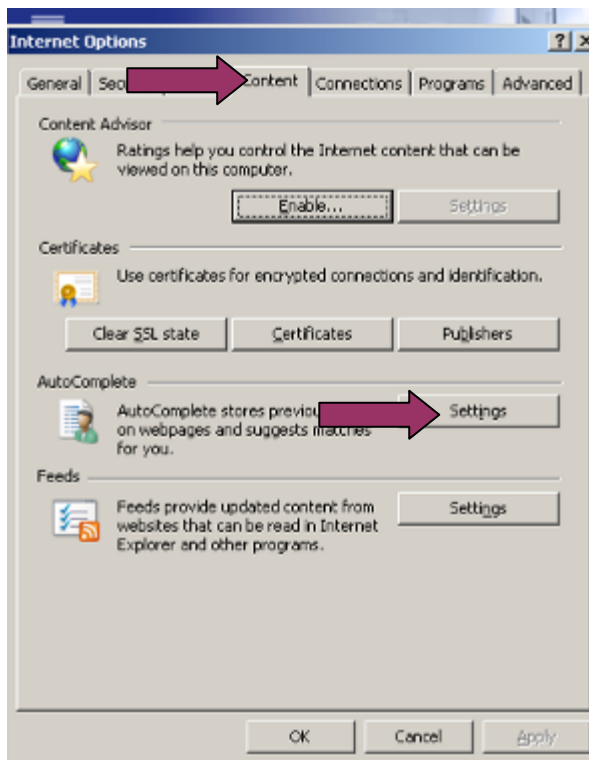 Internet Options
General Content Connections Programs Advanced
Content Advisor
Ratings help you control the Internet content that can be
viewed on this computer.
Enable... Settings
Certificates
Use certificates for encrypted connections and identification.
Clear SSL state Certificates Publishers
AutoComplete
AutoComplete stores Settings
on webpages and suggests matches
for you.
Feeds
Feeds provide updated content from Settings
websites that can be read in Internet
Explorer and other programs.
OK Cancel Apply